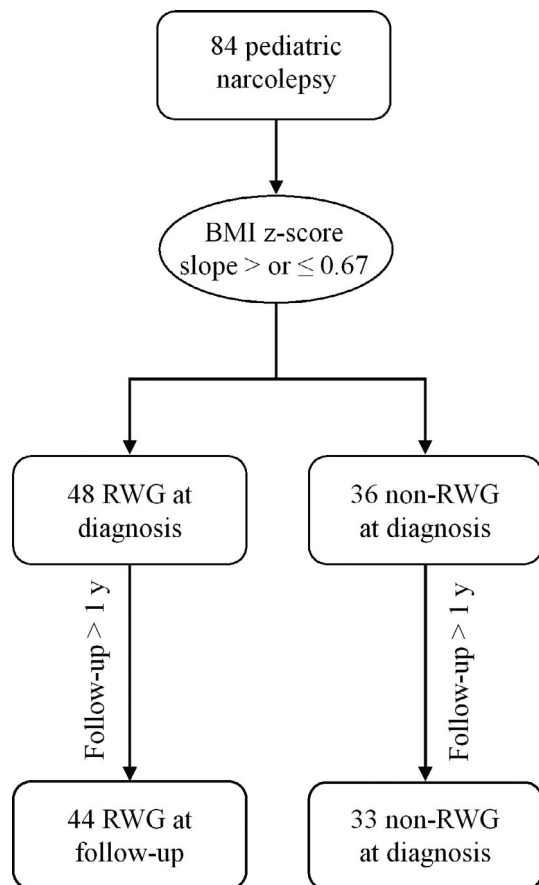 84 pediatric
narcolepsy
BMI z-score
slope > or ≤ 0.67
48 RWG at
diagnosis
36 non-RWG
at diagnosis
Follow-up > 1 y
Follow-up > 1 y
44 RWG at
follow-up
33 non-RWG
at diagnosis